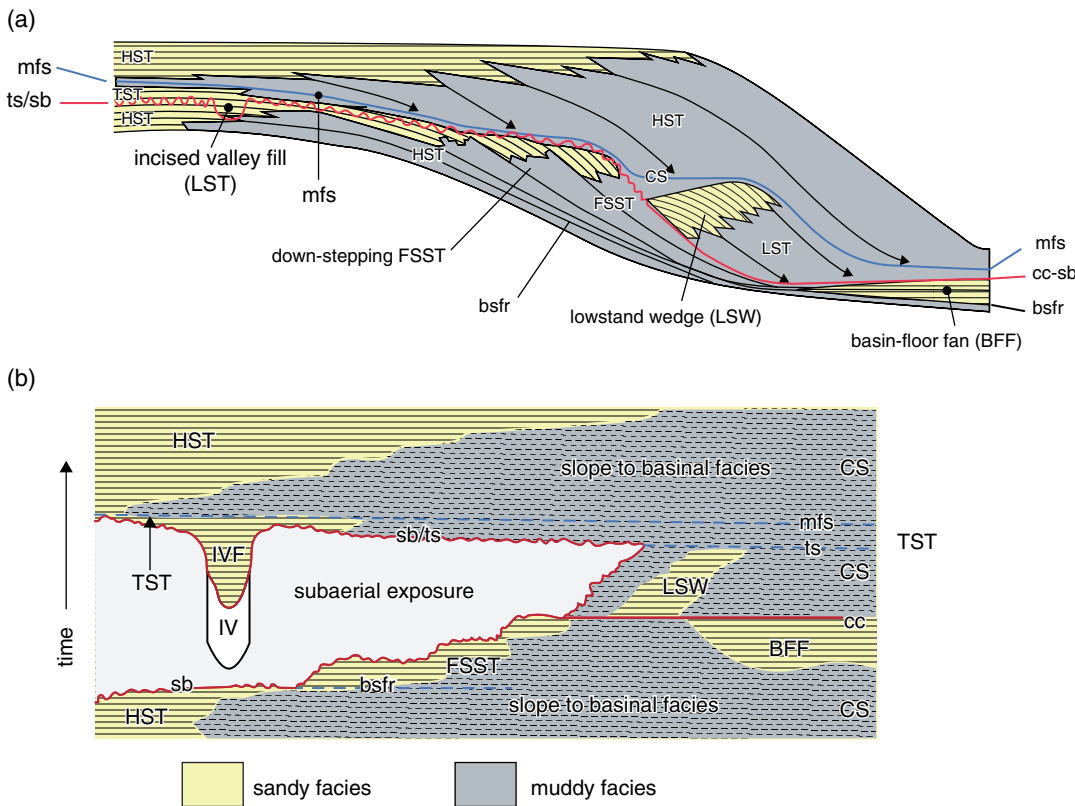 (a)
HST
mfs
ts/sb
TST
HST
HST
HST
incised valley fill
(LST)
mfs
CS
FSST
down-stepping FSST
LST
mfs
cc-sb
bsfr
bsfr
lowstand wedge (LSW)
basin-floor fan (BFF)
(b)
HST
slope to basinal facies
CS
mfs
sb/ts
ts
TST
IVF
TST
CS
LSW
subaerial exposure
IV
cc
BFF
FSST
sb
bsfr
slope to basinal facies
CS
HST
time
sandy facies
muddy facies